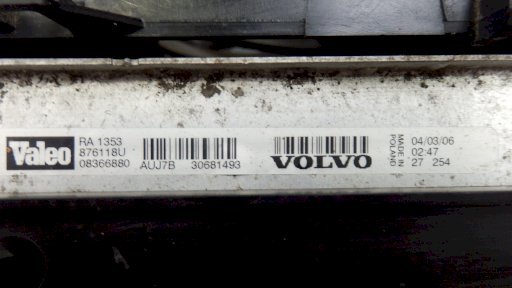 Valeo
RA 1353
876118U
08366880
AUJ7B 30681493
VOLVO
MADE IN
POLAND
04/03/06
02:47
27 254